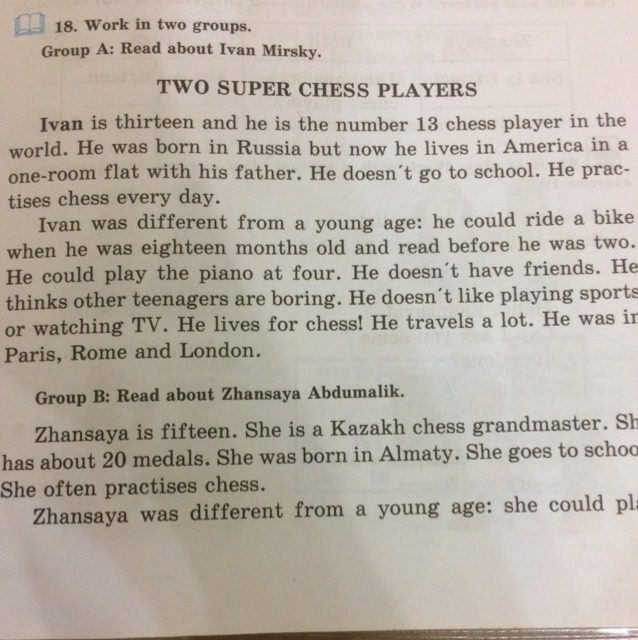 18. Work in two groups.
Group A: Read about Ivan Mirsky.
TWO SUPER CHESS PLAYERS
Ivan is thirteen and he is the number 13 chess player in the
world. He was born in Russia but now he lives in America in a
one-room flat with his father. He doesn´t go to school. He prac-
tises chess every day.
Ivan was different from a young age: he could ride a bike
when he was eighteen months old and read before he was two.
He could play the piano at four. He doesn´t have friends. He
thinks other teenagers are boring. He doesn´t like playing sports
or watching TV. He lives for chess! He travels a lot. He was in
Paris, Rome and London.
Group B: Read about Zhansaya Abdumalik.
Zhansaya is fifteen. She is a Kazakh chess grandmaster. Sh
has about 20 medals. She was born in Almaty. She goes to schoo
She often practises chess.
Zhansaya was different from a young age: she could pla